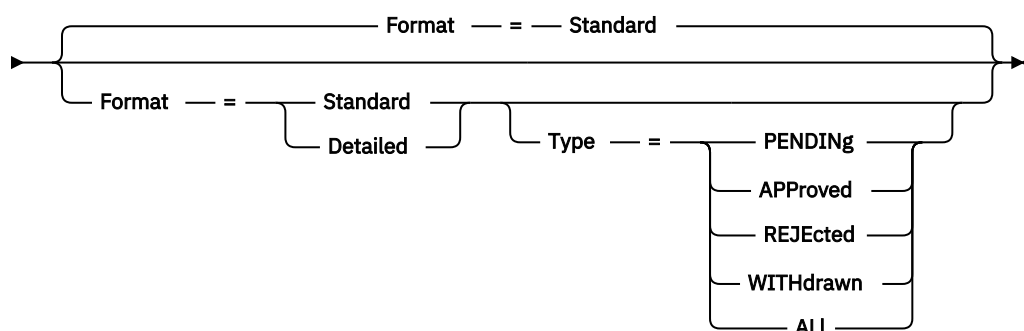 Format = Standard
Format = Standard
Detailed
Type = PENDINg
APProved
REJEcted
WITHdrawn